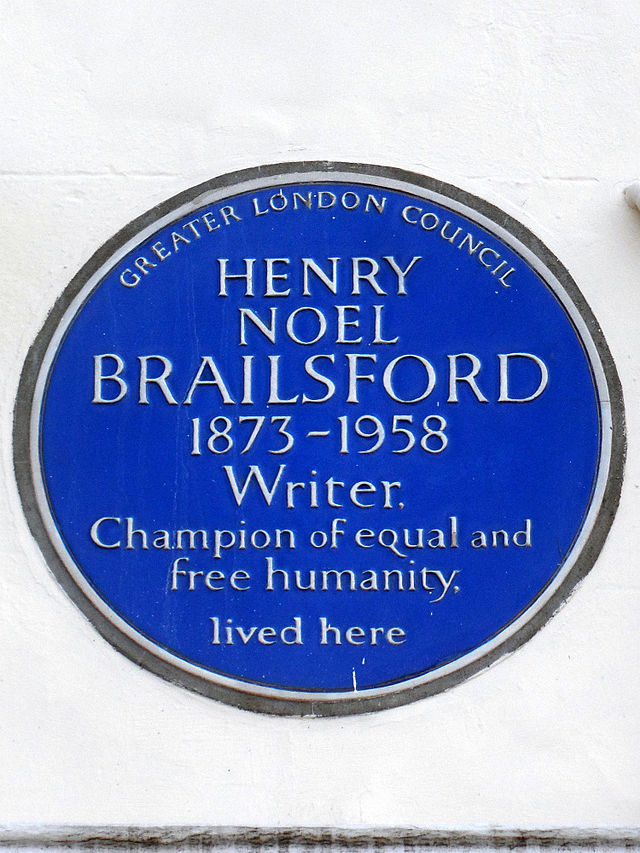 GREATER LONDON COUNCIL
HENRY
NOEL
BRAILSFORD
1873-1958
Writer,
Champion of equal and
free humanity,
lived here